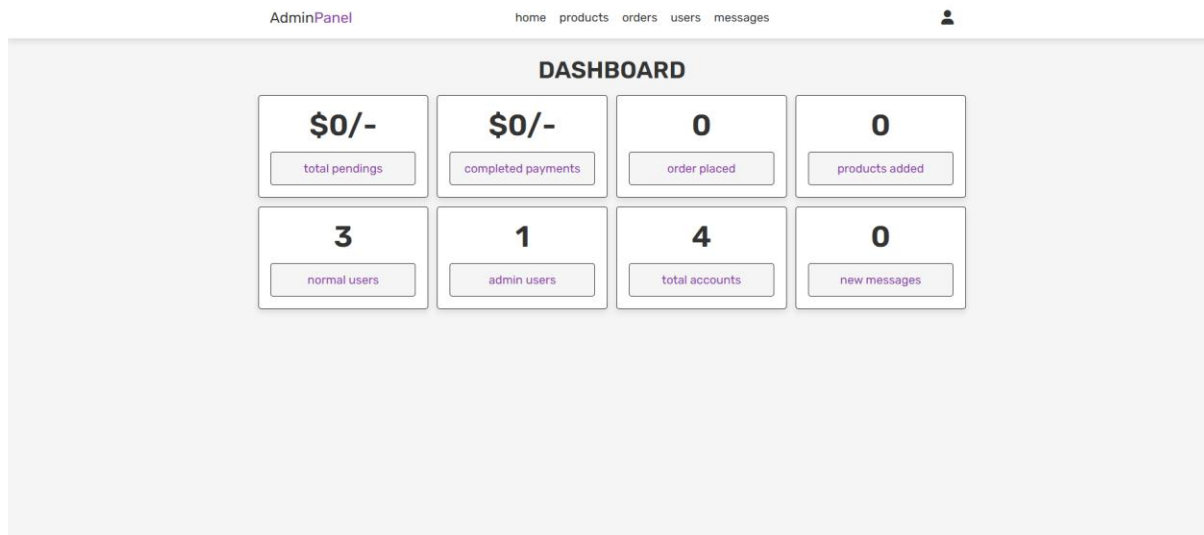 AdminPanel home products orders users messages
DASHBOARD
$0/- $0/- 0 0
total pendings completed payments order placed products added
3 1 4 0
normal users admin users total accounts new messages